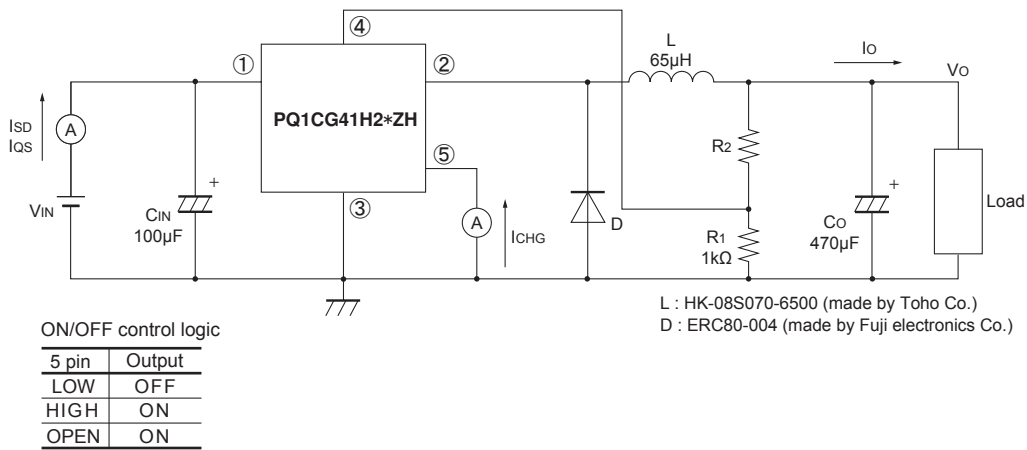 ④
L
65μH
IO
VO
①
②
ISD
IQS
A
PQ1CG41H2*ZH
⑤
R2
VIN
CIN
100μF
+
③
A
ICHG
D
R1
1kΩ
+
CO
470μF
Load
L : HK-08S070-6500 (made by Toho Co.)
D : ERC80-004 (made by Fuji electronics Co.)
ON/OFF control logic
5 pin Output
LOW OFF
HIGH ON
OPEN ON